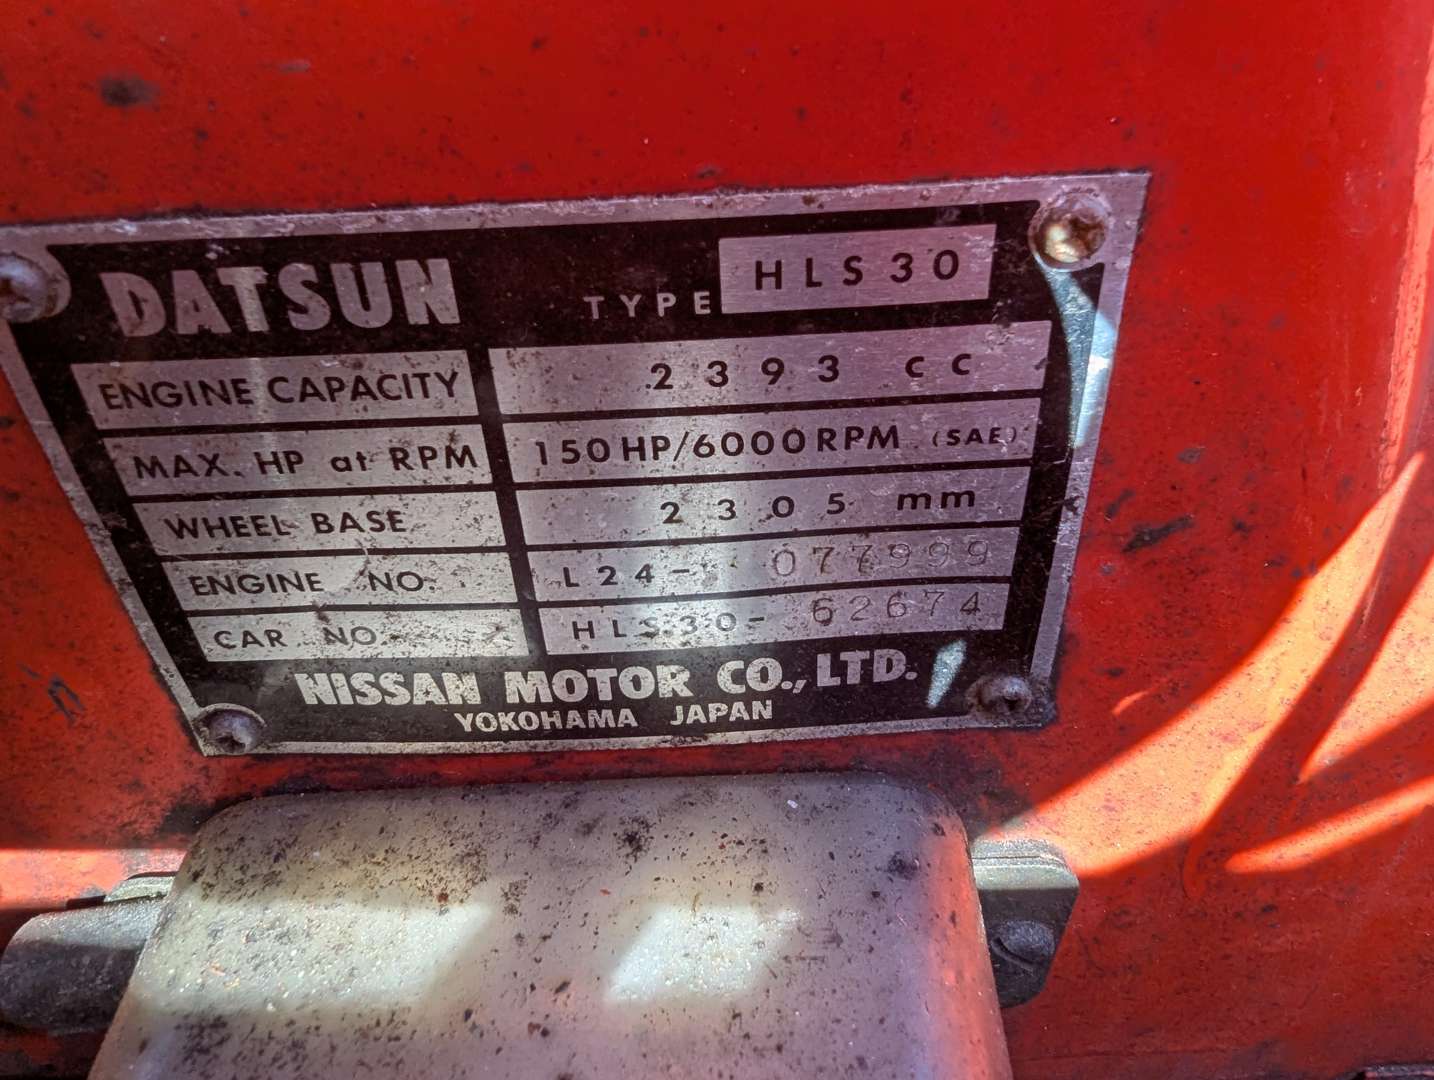 DATSUN TYPE HLS30
ENGINE CAPACITY 2393 cc
MAX. HP at RPM 150HP/6000RPM (SAE)
WHEEL BASE 2305 mm
ENGINE NO. L24- 077999
CAR NO. HLS30- 62674
NISSAN MOTOR CO., LTD.
YOKOHAMA JAPAN